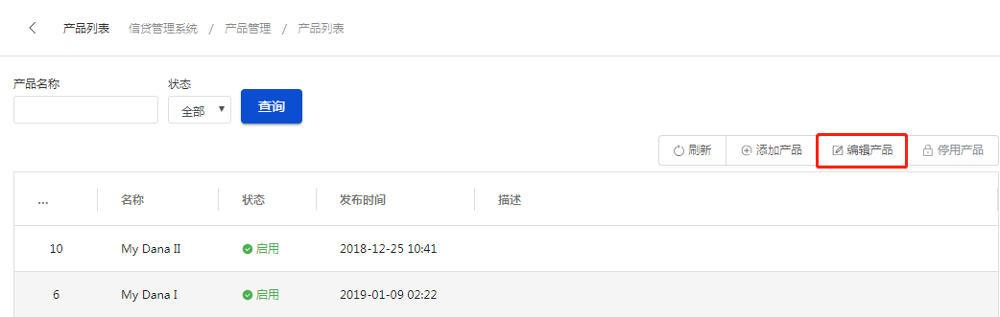 产品列表 信贷管理系统 / 产品管理 / 产品列表
产品名称 状态
全部 查询
刷新 添加产品 编辑产品 停用产品
... 名称 状态 发布时间 描述
10 My Dana II 启用 2018-12-25 10:41
6 My Dana I 启用 2019-01-09 02:22